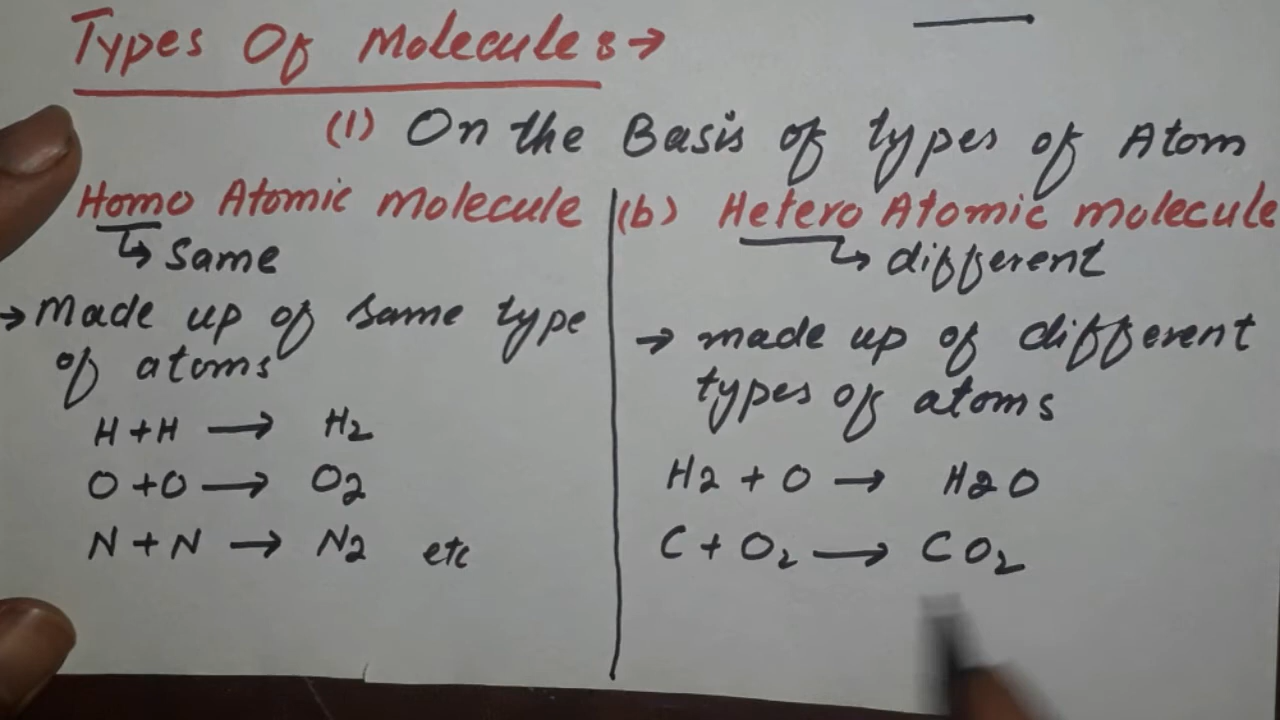 Types Of Molecules →
(1) On the Basis of types of Atom
Homo Atomic Molecule
↳ Same
→ Made up of same type
of atoms
H + H → H2
O + O → O2
N + N → N2 etc
(b) Hetero Atomic molecule
↳ different
→ made up of different
types of atoms
H2 + O → H2O
C + O2 → CO2